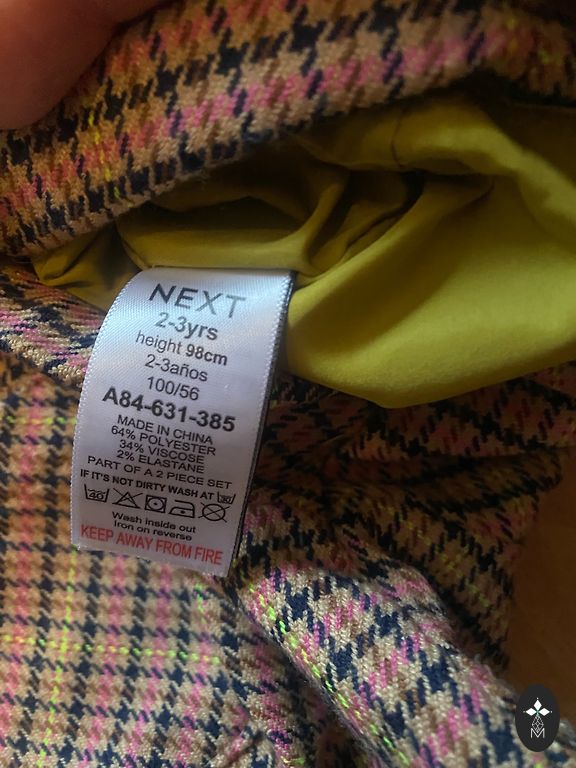 NEXT
2-3yrs
height 98cm
2-3años
100/56
A84-631-385
MADE IN CHINA
64% POLYESTER
34% VISCOSE
2% ELASTANE
PART OF A 2 PIECE SET
IF IT'S NOT DIRTY WASH AT 30
40
Wash inside out
Iron on reverse
KEEP AWAY FROM FIRE
M